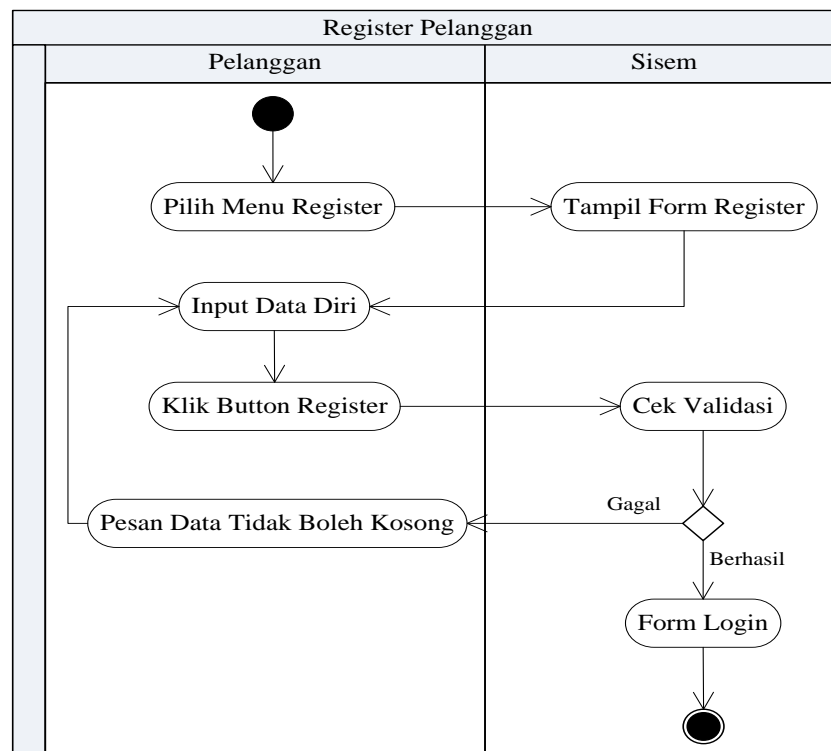 Register Pelanggan
Pelanggan
Sisem
Pilih Menu Register
Tampil Form Register
Input Data Diri
Klik Button Register
Cek Validasi
Gagal
Pesan Data Tidak Boleh Kosong
Berhasil
Form Login